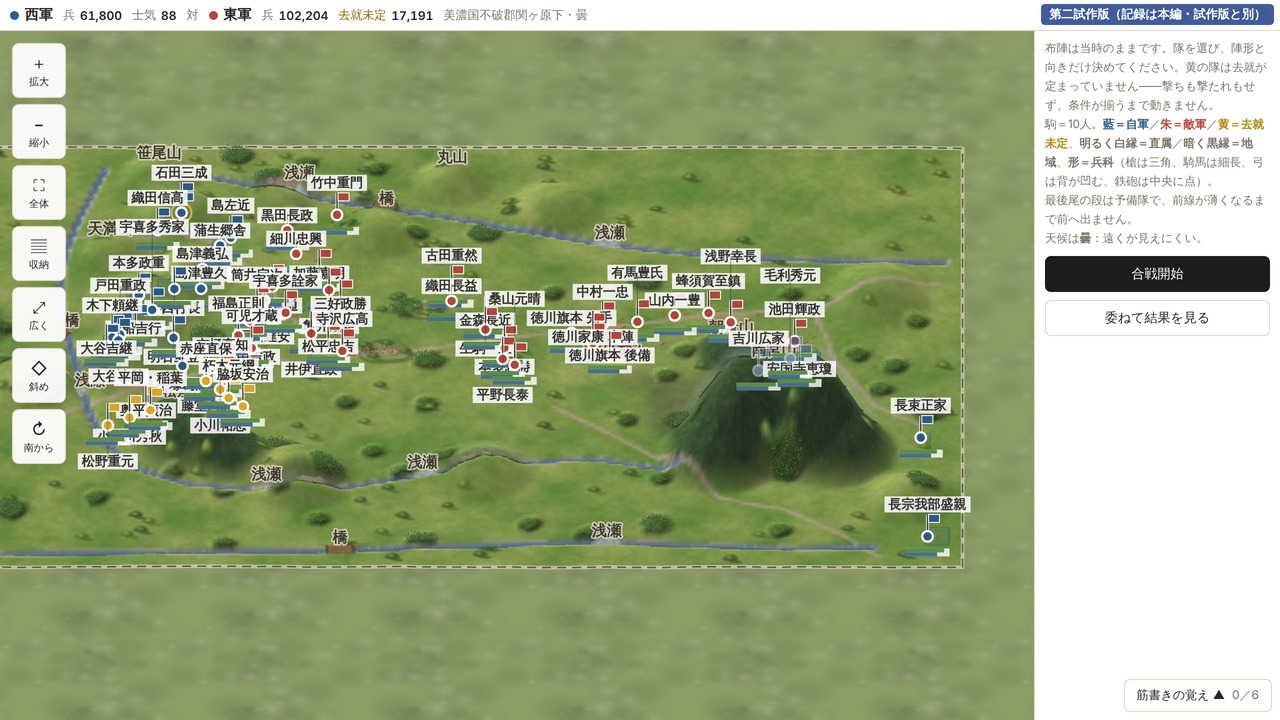 西軍 兵 61,800 士気 88 対 東軍 兵 102,204 去就未定 17,191 美濃国不破郡関ヶ原下・曇
第二試作版（記録は本編・試作版と別）
＋
拡大
－
縮小
全体
収納
広く
斜め
南から
布陣は当時のままです。隊を選び、陣形と
向きだけ決めてください。黄の隊は去就が
定まっていません――撃ちも撃たれもせ
ず、条件が揃うまで動きません。
駒＝10人。藍＝自軍／朱＝敵軍／黄＝去就
未定、明るく白縁＝直属／暗く黒縁＝地
域、形＝兵科（槍は三角、騎馬は細長、弓
は背が凹む、鉄砲は中央に点）。
最後尾の段は予備隊で、前線が薄くなるま
で前へ出ません。
天候は曇：遠くが見えにくい。
合戦開始
委ねて結果を見る
筋書きの覚え ▲ 0／6
笹尾山
丸山
石田三成
浅瀬
竹中重門
織田信高
橋
島左近
黒田長政
宇喜多秀家
蒲生郷舎
細川忠興
浅瀬
島津義弘
古田重然
浅野幸長
本多政重
島津豊久
宇喜多詮家
有馬豊氏
蜂須賀至鎮
毛利秀元
戸田重政
織田長益
中村一忠
木下頼継
福島正則
三好政勝
桑山元晴
山内一豊
池田輝政
可児才蔵
寺沢広高
金森長近
橋
大谷吉継
赤座直保
松平忠吉
吉川広家
徳川旗本 後備
安国寺恵瓊
井伊直政
脇坂安治
平野長泰
長束正家
小川祐忠
松野重元
浅瀬
浅瀬
長宗我部盛親
橋
浅瀬